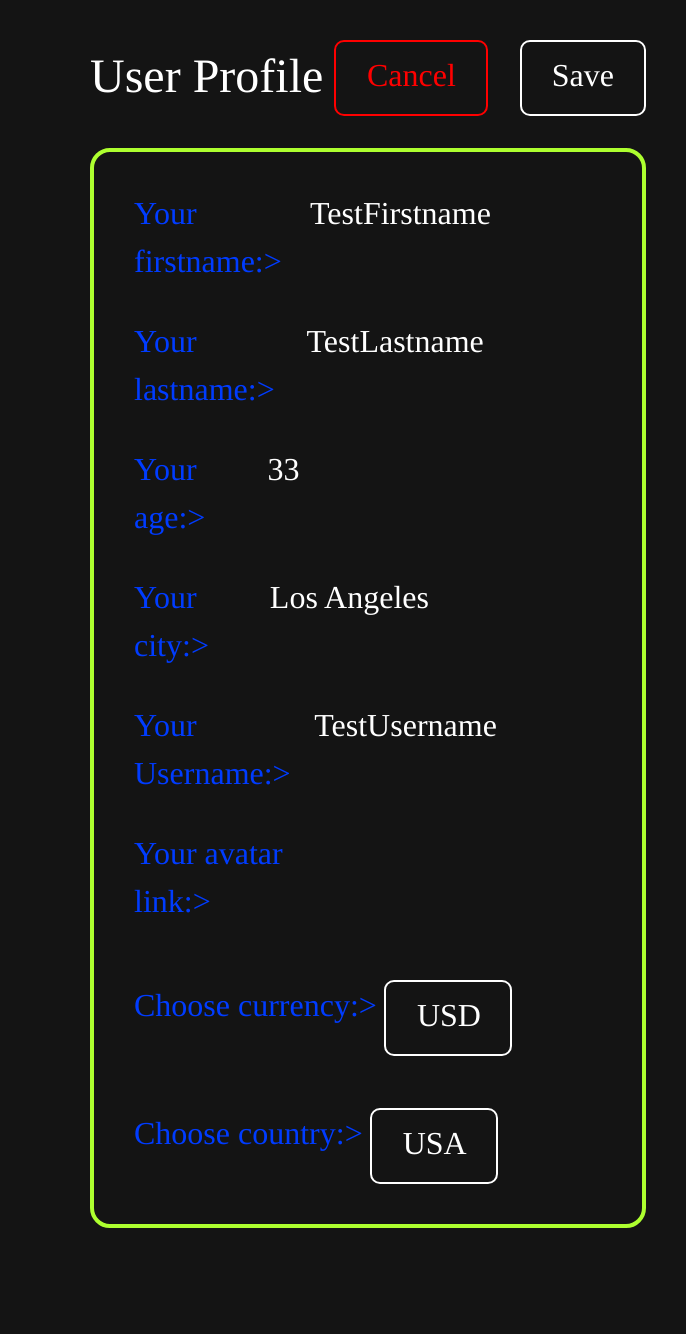 User Profile Cancel Save
Your TestFirstname
firstname:>
Your TestLastname
lastname:>
Your 33
age:>
Your Los Angeles
city:>
Your TestUsername
Username:>
Your avatar
link:>
Choose currency:> USD
Choose country:> USA